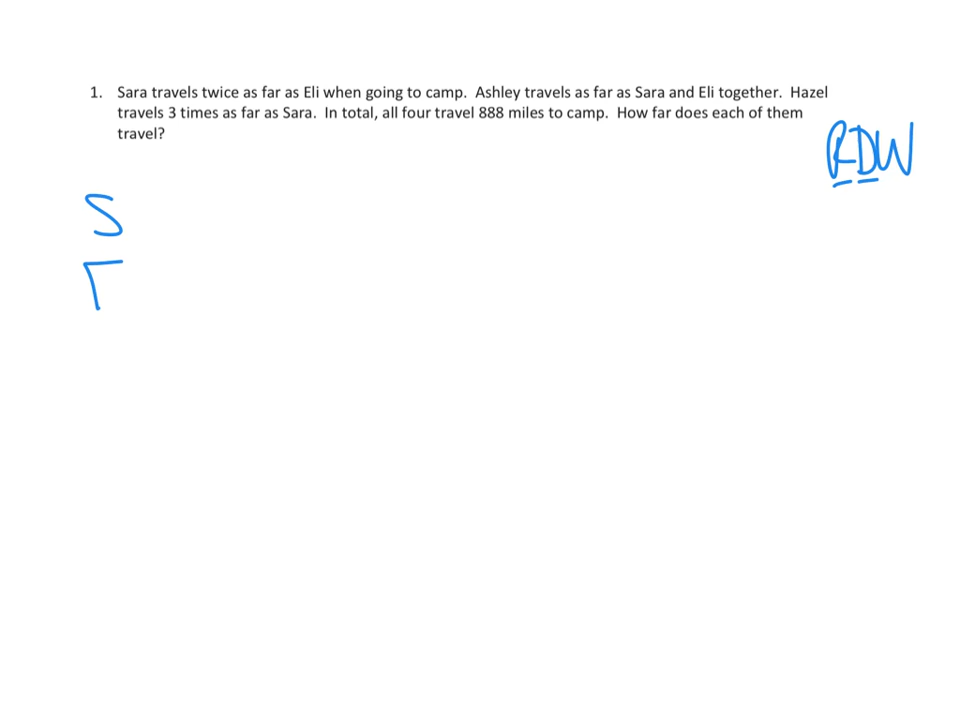 1. Sara travels twice as far as Eli when going to camp. Ashley travels as far as Sara and Eli together. Hazel
travels 3 times as far as Sara. In total, all four travel 888 miles to camp. How far does each of them
travel?
RDW
S